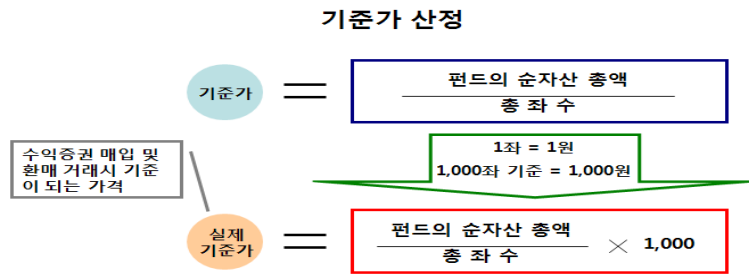 기준가 산정
기준가
펀드의 순자산 총액
총 좌 수
1좌 = 1원
1,000좌 기준 = 1,000원
수익증권 매입 및
환매 거래시 기준
이 되는 가격
실제
기준가
펀드의 순자산 총액
총 좌 수
× 1,000